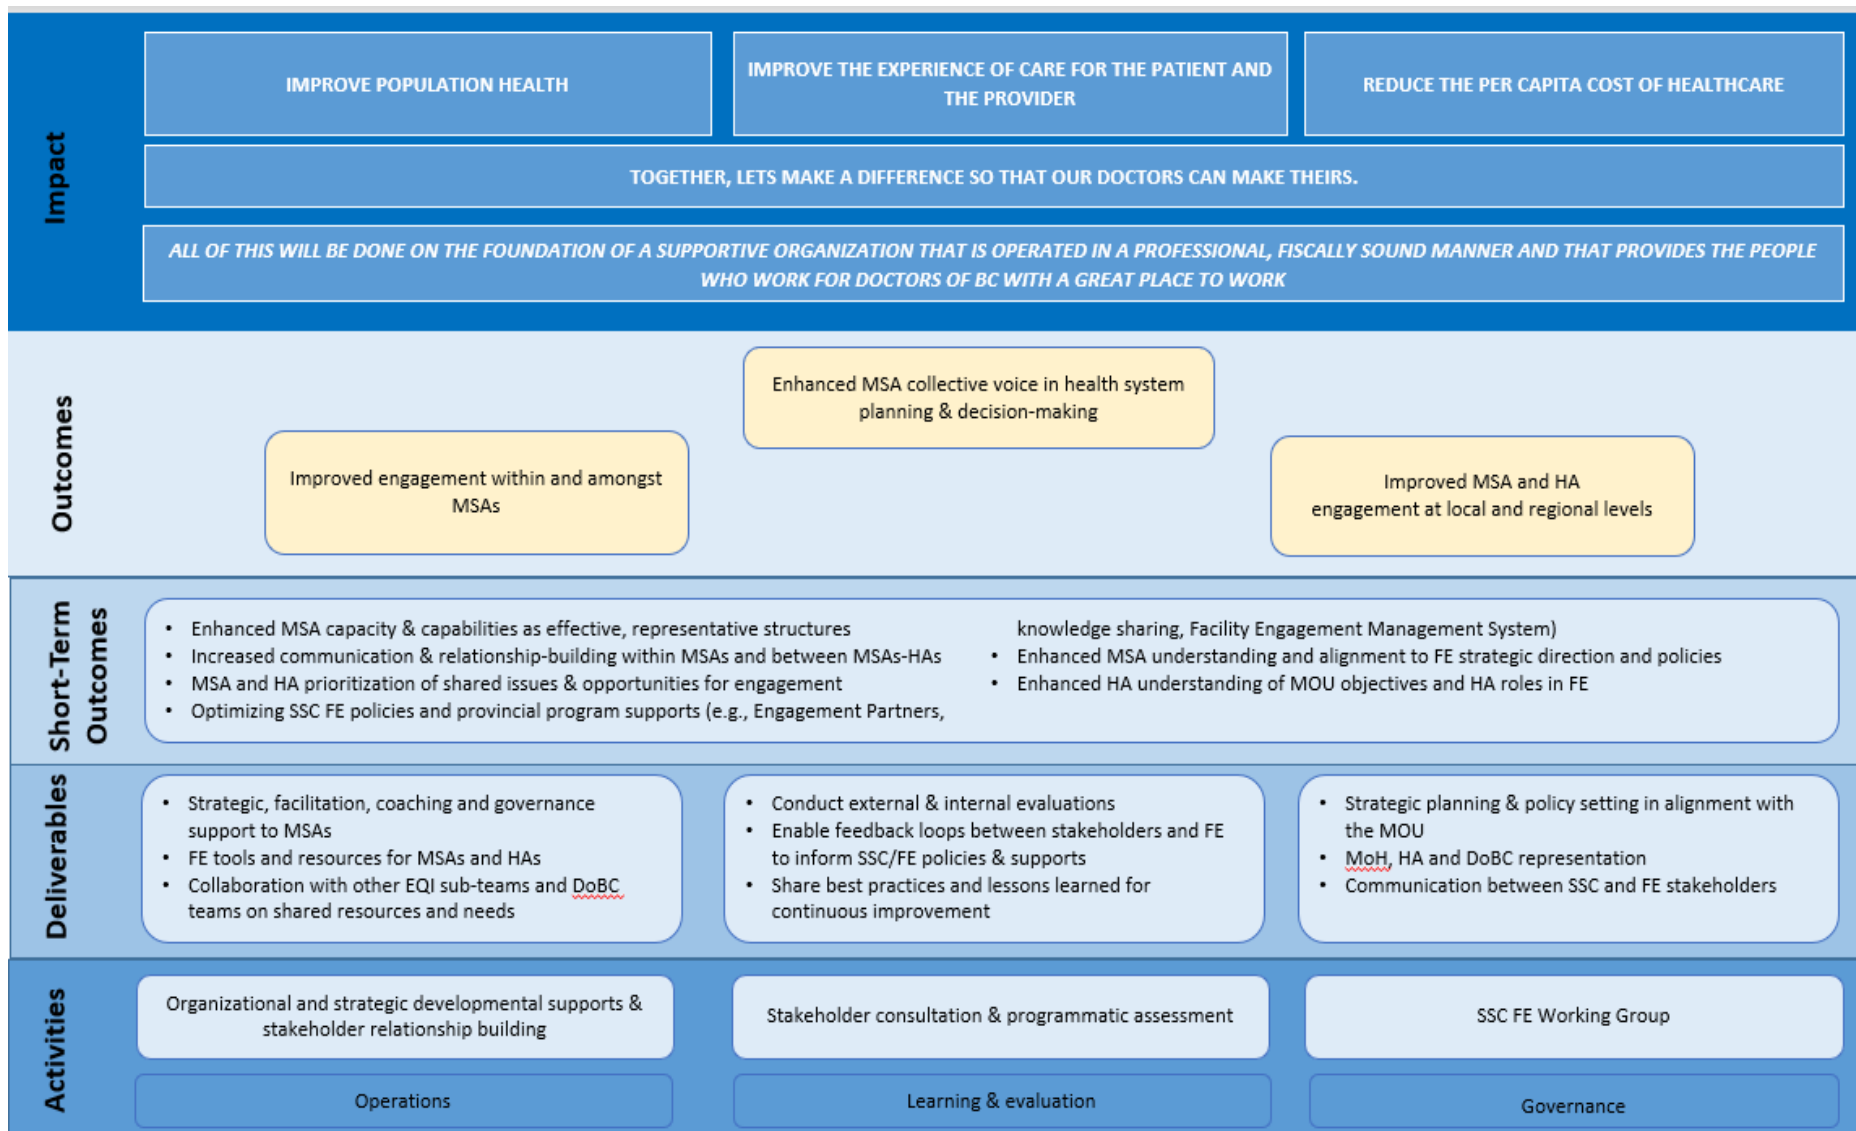 Impact
IMPROVE POPULATION HEALTH
IMPROVE THE EXPERIENCE OF CARE FOR THE PATIENT AND
THE PROVIDER
REDUCE THE PER CAPITA COST OF HEALTHCARE
TOGETHER, LETS MAKE A DIFFERENCE SO THAT OUR DOCTORS CAN MAKE THEIRS.
ALL OF THIS WILL BE DONE ON THE FOUNDATION OF A SUPPORTIVE ORGANIZATION THAT IS OPERATED IN A PROFESSIONAL, FISCALLY SOUND MANNER AND THAT PROVIDES THE PEOPLE
WHO WORK FOR DOCTORS OF BC WITH A GREAT PLACE TO WORK
Outcomes
Improved engagement within and amongst
MSAs
Enhanced MSA collective voice in health system
planning & decision-making
Improved MSA and HA
engagement at local and regional levels
Short-Term
Outcomes
• Enhanced MSA capacity & capabilities as effective, representative structures
• Increased communication & relationship-building within MSAs and between MSAs-HAs
• MSA and HA prioritization of shared issues & opportunities for engagement
• Optimizing SSC FE policies and provincial program supports (e.g., Engagement Partners,
knowledge sharing, Facility Engagement Management System)
• Enhanced MSA understanding and alignment to FE strategic direction and policies
• Enhanced HA understanding of MOU objectives and HA roles in FE
Deliverables
• Strategic, facilitation, coaching and governance
support to MSAs
• FE tools and resources for MSAs and HAs
• Collaboration with other EQI sub-teams and DoBC
teams on shared resources and needs
• Conduct external & internal evaluations
• Enable feedback loops between stakeholders and FE
to inform SSC/FE policies & supports
• Share best practices and lessons learned for
continuous improvement
• Strategic planning & policy setting in alignment with
the MOU
• MoH, HA and DoBC representation
• Communication between SSC and FE stakeholders
Activities
Organizational and strategic developmental supports &
stakeholder relationship building
Stakeholder consultation & programmatic assessment
SSC FE Working Group
Operations
Learning & evaluation
Governance